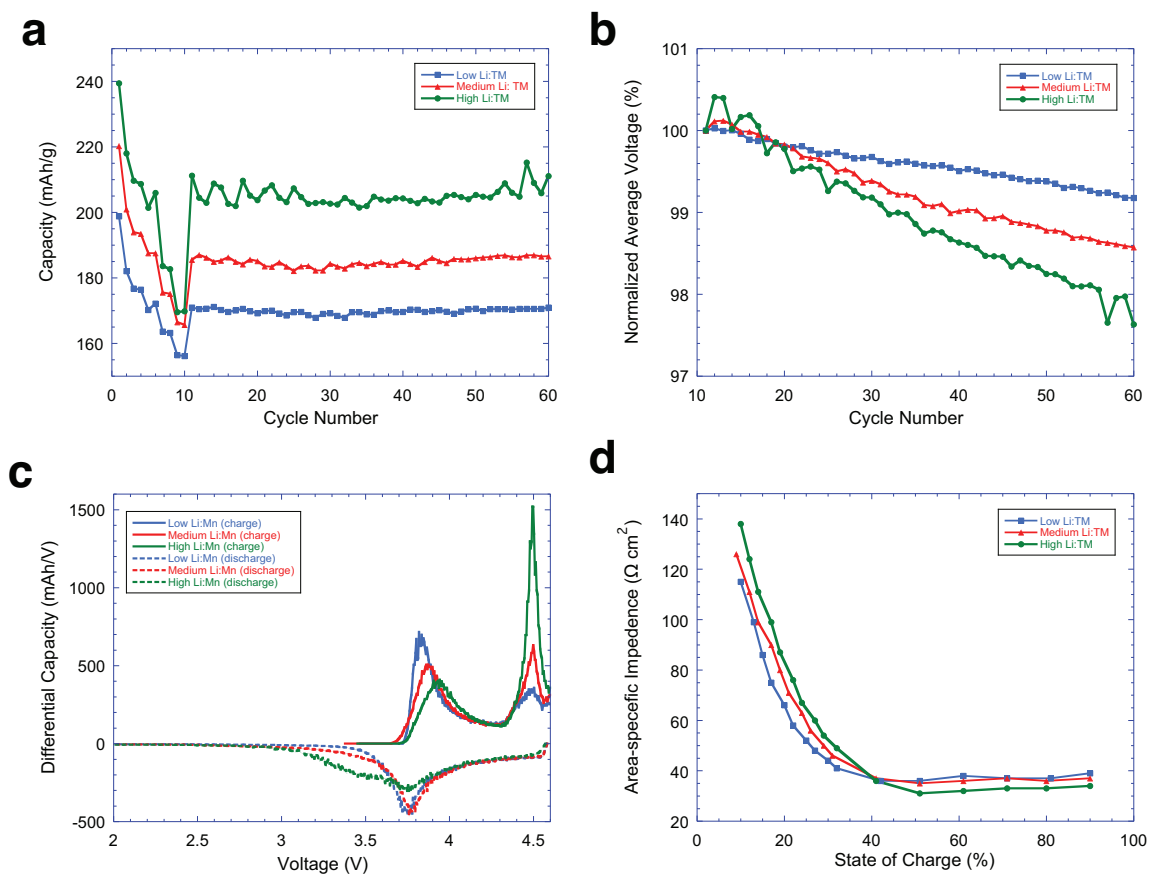 a
240
220
200
180
160
Capacity (mAh/g)
Low Li:TM
Medium Li: TM
High Li:TM
0 10 20 30 40 50 60
Cycle Number
b
101
100
99
98
97
Normalized Average Voltage (%)
Low Li:TM
Medium Li:TM
High Li:TM
10 20 30 40 50 60
Cycle Number
c
1500
1000
500
0
-500
Differential Capacity (mAh/V)
Low Li:Mn (charge)
Medium Li:Mn (charge)
High Li:Mn (charge)
Low Li:Mn (discharge)
Medium Li:Mn (discharge)
High Li:Mn (discharge)
2 2.5 3 3.5 4 4.5
Voltage (V)
d
140
120
100
80
60
40
20
Area-specefic Impedence (Ω cm²)
Low Li:TM
Medium Li:TM
High Li:TM
0 20 40 60 80 100
State of Charge (%)